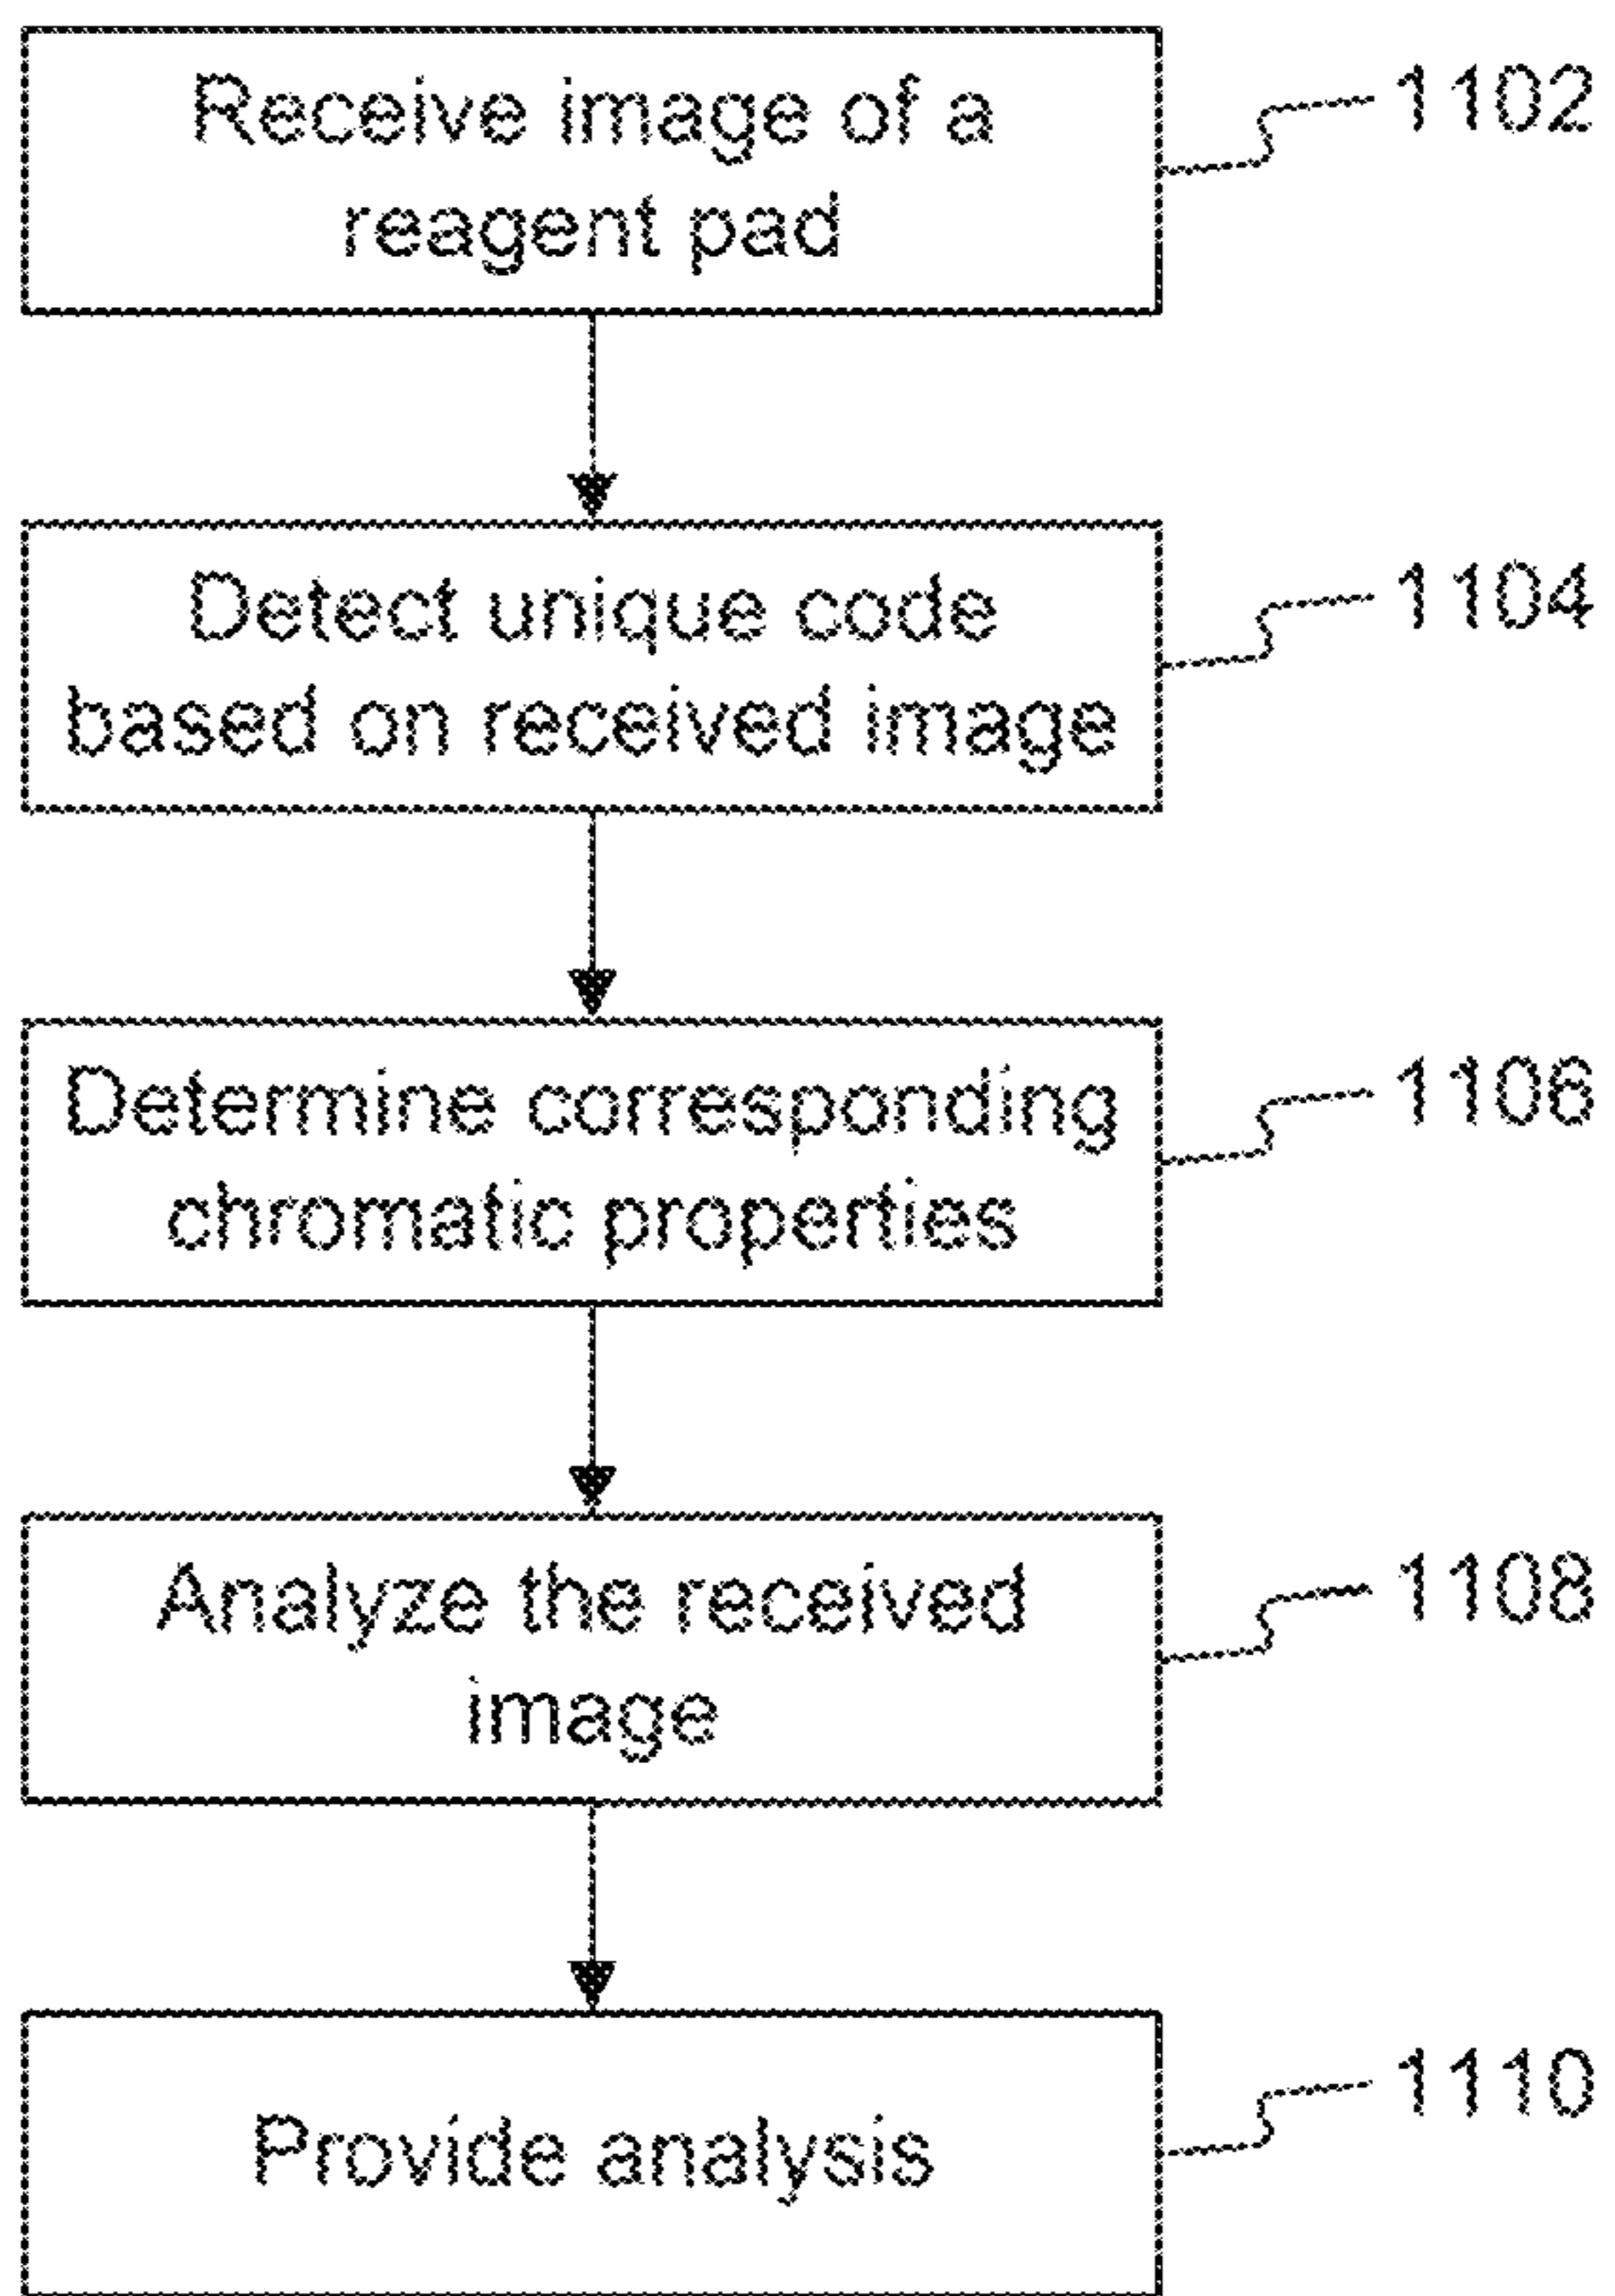 Receive image of a
reagent pad
1102
Detect unique code
based on received image
1104
Determine corresponding
chromatic properties
1106
Analyze the received
image
1108
Provide analysis
1110